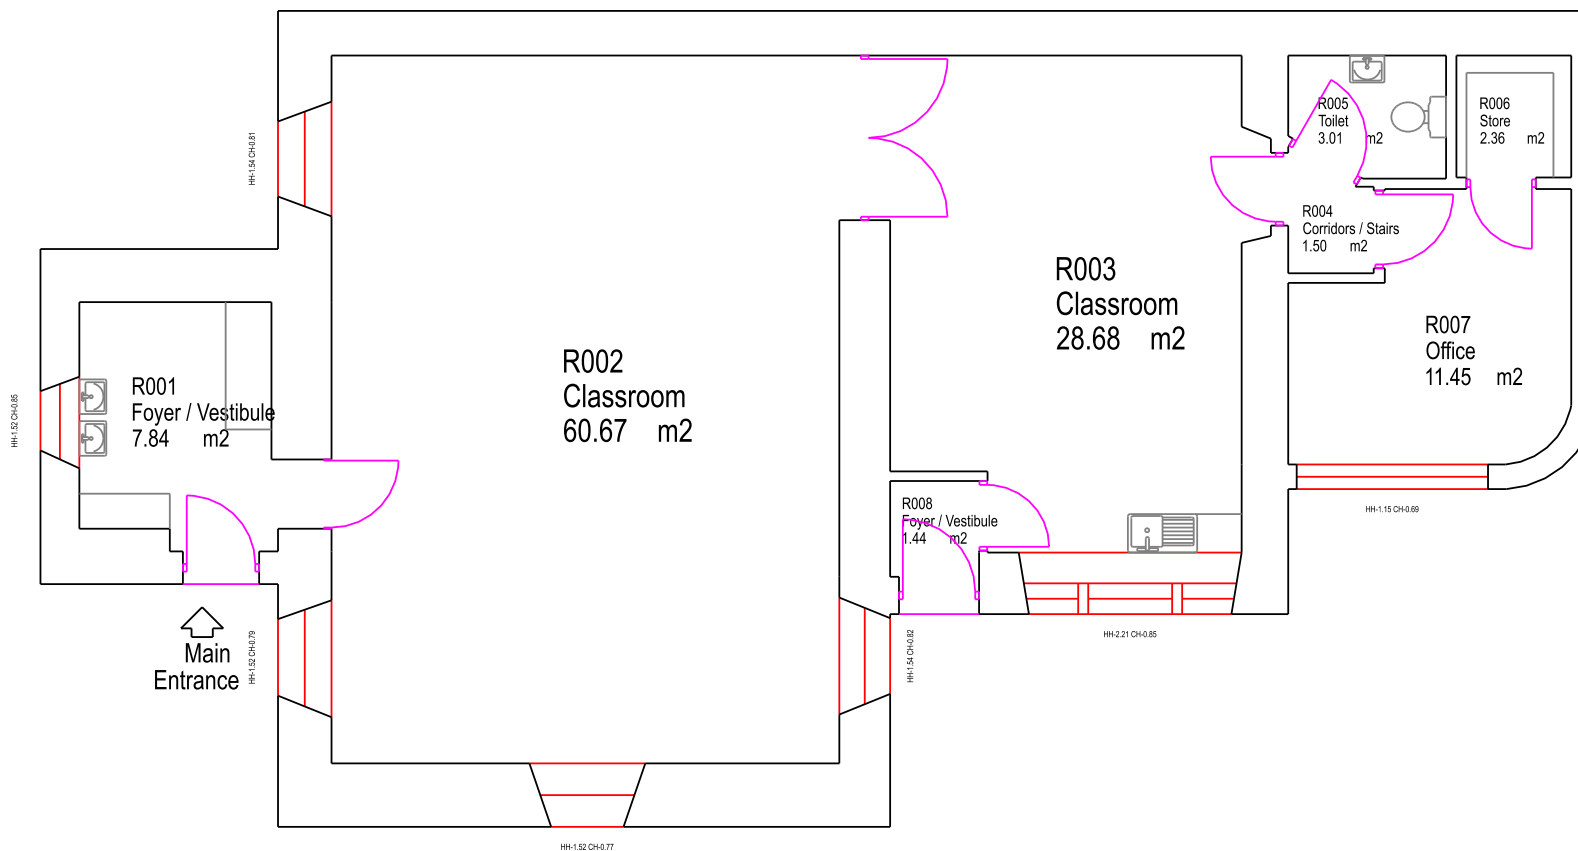 HH-1.54 CH-0.81
R005
Toilet
3.01 m2
R006
Store
2.36 m2
R004
Corridors / Stairs
1.50 m2
R003
Classroom
28.68 m2
R007
Office
11.45 m2
R002
Classroom
60.67 m2
R001
Foyer / Vestibule
7.84 m2
HH-1.52 CH-0.85
R008
Foyer / Vestibule
1.44 m2
HH-1.15 CH-0.69
Main
Entrance
HH-1.52 CH-0.79
HH-1.54 CH-0.82
HH-2.21 CH-0.85
HH-1.52 CH-0.77